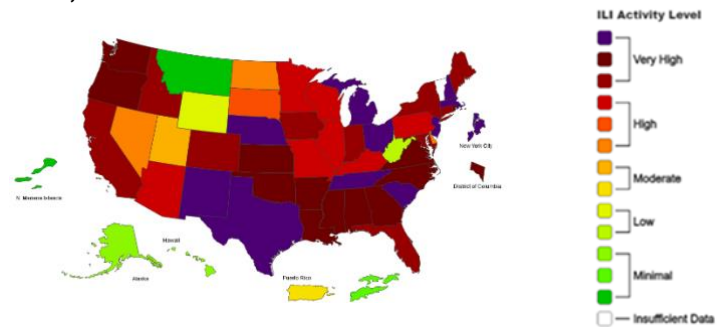 ILI Activity Level
Very High
High
Moderate
Low
Minimal
Insufficient Data
New York City
District of Columbia
N. Mariana Islands
Hawaii
Alaska
Puerto Rico